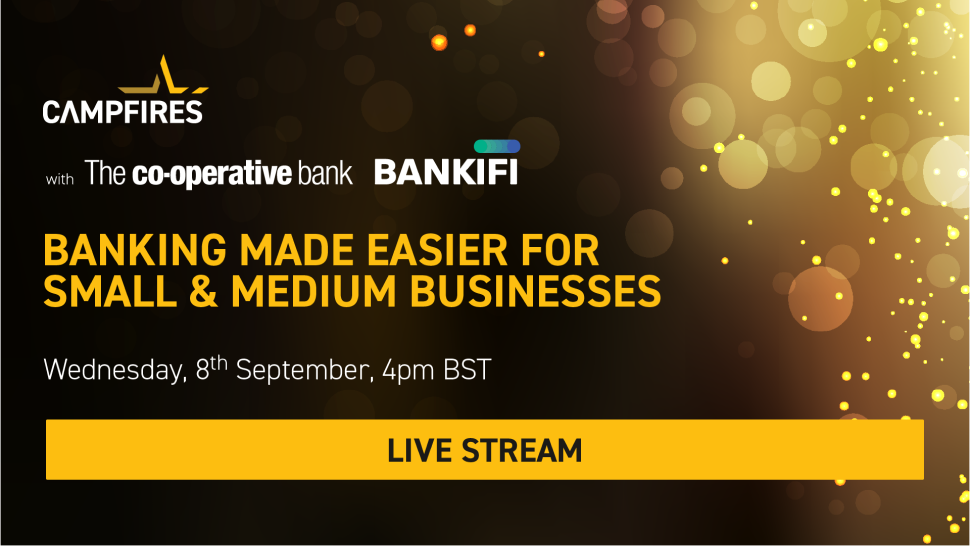 CAMPFIRES
with The co-operative bank BANKIFI
BANKING MADE EASIER FOR
SMALL & MEDIUM BUSINESSES
Wednesday, 8th September, 4pm BST
LIVE STREAM